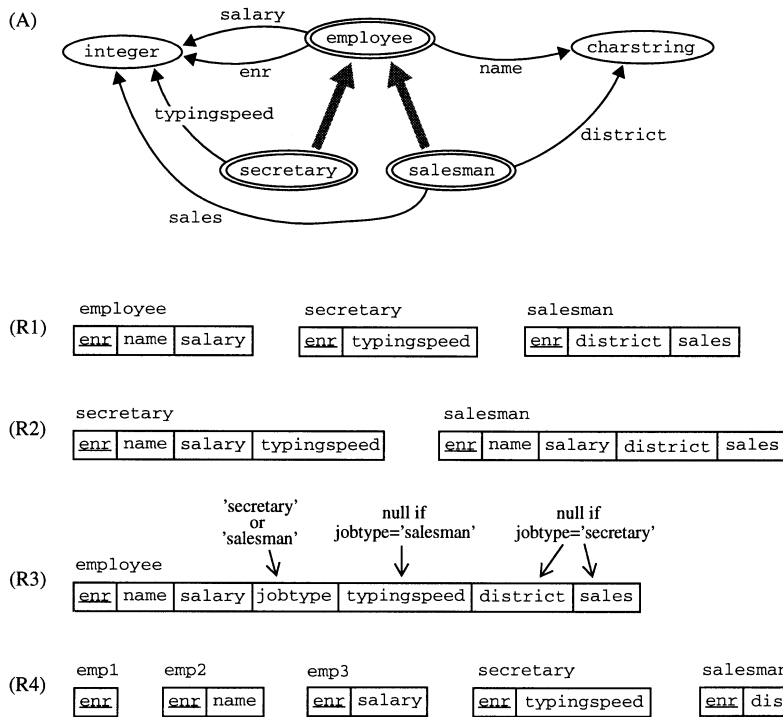 (A)
salary
employee
integer
charstring
enr
name
typingspeed
district
secretary
salesman
sales
employee
secretary
salesman
(R1)
enr name salary
enr typingspeed
enr district sales
secretary
salesman
(R2)
enr name salary typingspeed
enr name salary district sales
'secretary'
or
'salesman'
null if
jobtype='salesman'
null if
jobtype='secretary'
employee
(R3)
enr name salary jobtype typingspeed district sales
emp1
emp2
emp3
secretary
salesman
(R4)
enr
enr name
enr salary
enr typingspeed
enr dis